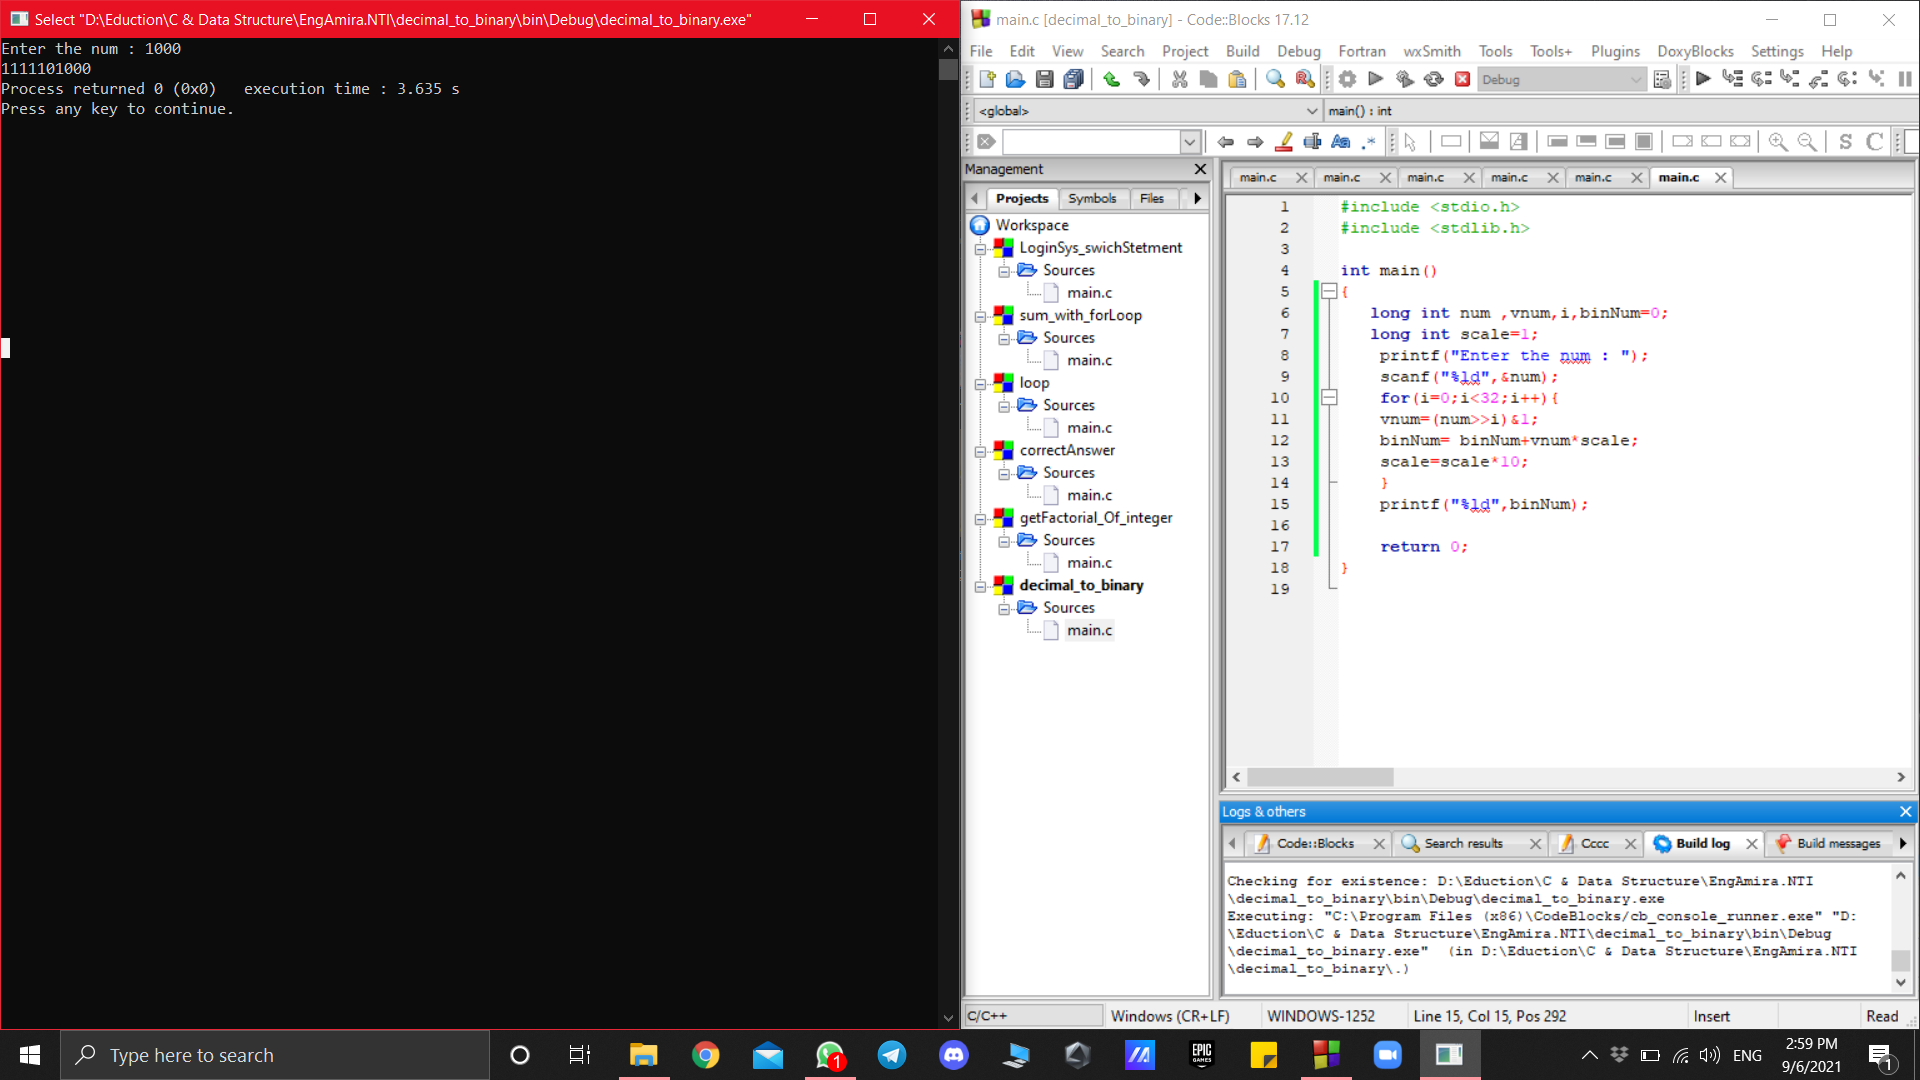 Select "D:\Eduction\C & Data Structure\EngAmira.NTI\decimal_to_binary\bin\Debug\decimal_to_binary.exe"
Enter the num : 1000
1111101000
Process returned 0 (0x0)   execution time : 3.635 s
Press any key to continue.
main.c [decimal_to_binary] - Code::Blocks 17.12
File Edit View Search Project Build Debug Fortran wxSmith Tools Tools+ Plugins DoxyBlocks Settings Help
Debug
<global>
main() : int
S C
Management
Projects Symbols Files
Workspace
LoginSys_swichStetment
Sources
main.c
sum_with_forLoop
Sources
main.c
loop
Sources
main.c
correctAnswer
Sources
main.c
getFactorial_Of_integer
Sources
main.c
decimal_to_binary
Sources
main.c
main.c main.c main.c main.c main.c main.c
1 #include <stdio.h>
2 #include <stdlib.h>
3
4 int main()
5 {
6 long int num ,vnum,i,binNum=0;
7 long int scale=1;
8 printf("Enter the num : ");
9 scanf("%ld",&num);
10 for(i=0;i<32;i++){
11 vnum=(num>>i)&1;
12 binNum= binNum+vnum*scale;
13 scale=scale*10;
14 }
15 printf("%ld",binNum);
16
17 return 0;
18 }
19
Logs & others
Code::Blocks Search results Cccc Build log Build messages
Checking for existence: D:\Eduction\C & Data Structure\EngAmira.NTI
\decimal_to_binary\bin\Debug\decimal_to_binary.exe
Executing: "C:\Program Files (x86)\CodeBlocks/cb_console_runner.exe" "D:
\Eduction\C & Data Structure\EngAmira.NTI\decimal_to_binary\bin\Debug
\decimal_to_binary.exe"  (in D:\Eduction\C & Data Structure\EngAmira.NTI
\decimal_to_binary\.)
C/C++ Windows (CR+LF) WINDOWS-1252 Line 15, Col 15, Pos 292 Insert Read
Type here to search
1
EPIC
GAMES
ENG
2:59 PM
9/6/2021
1